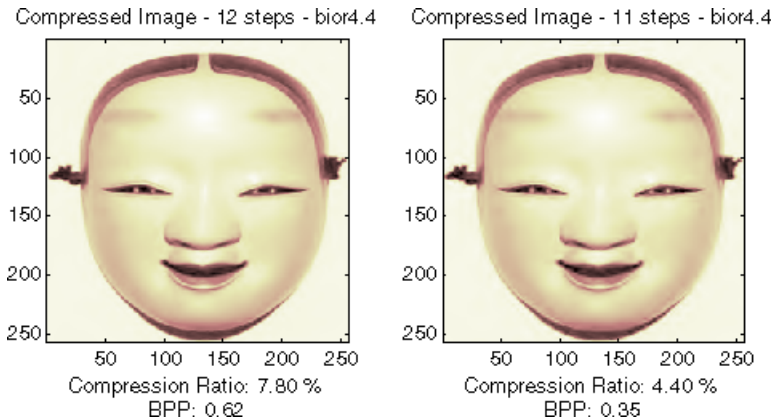 Compressed Image - 12 steps - bior4.4
50
100
150
200
250
50 100 150 200 250
Compression Ratio: 7.80 %
BPP: 0.62
Compressed Image - 11 steps - bior4.4
50
100
150
200
250
50 100 150 200 250
Compression Ratio: 4.40 %
BPP: 0.35